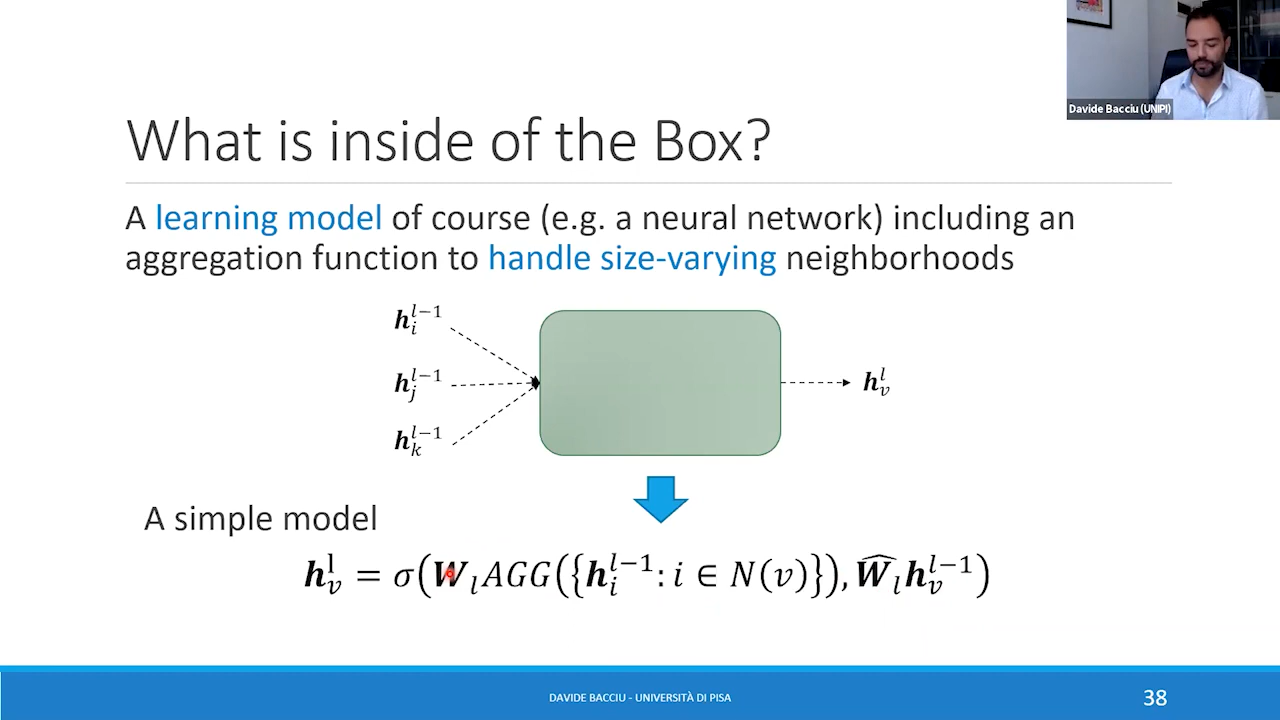 Davide Bacciu (UNIPI)
What is inside of the Box?
A learning model of course (e.g. a neural network) including an
aggregation function to handle size-varying neighborhoods
𝒉_i^{l−1}
𝒉_j^{l−1}
𝒉_k^{l−1}
𝒉_v^l
A simple model
𝒉_v^l = σ(𝑾_l AGG({𝒉_i^{l−1}: i ∈ N(v)}), 𝑾̂_l 𝒉_v^{l−1})
DAVIDE BACCIU - UNIVERSITÀ DI PISA
38